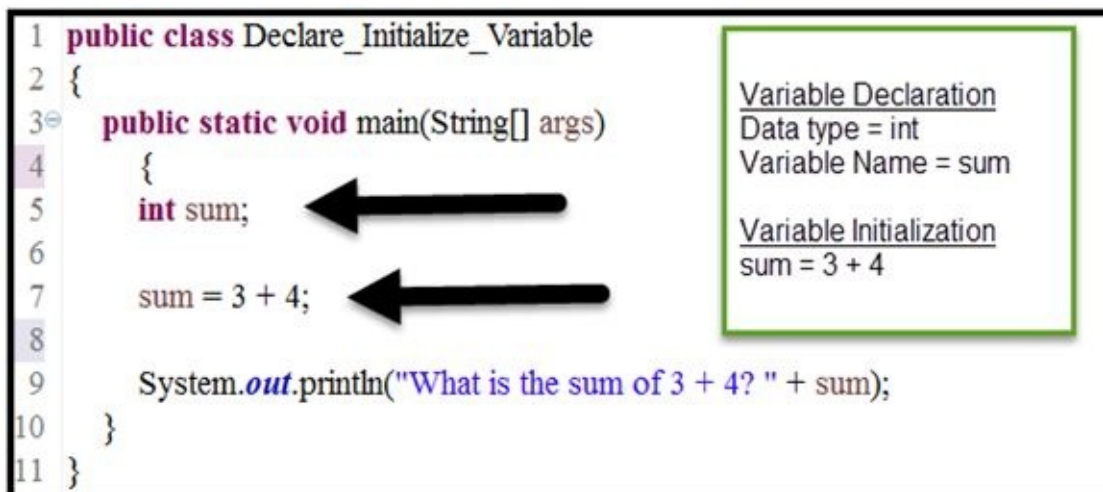 1 public class Declare_Initialize_Variable
2 {
3 public static void main(String[] args)
4 {
5 int sum;
6
7 sum = 3 + 4;
8
9 System.out.println("What is the sum of 3 + 4? " + sum);
10 }
11 }
Variable Declaration
Data type = int
Variable Name = sum
Variable Initialization
sum = 3 + 4